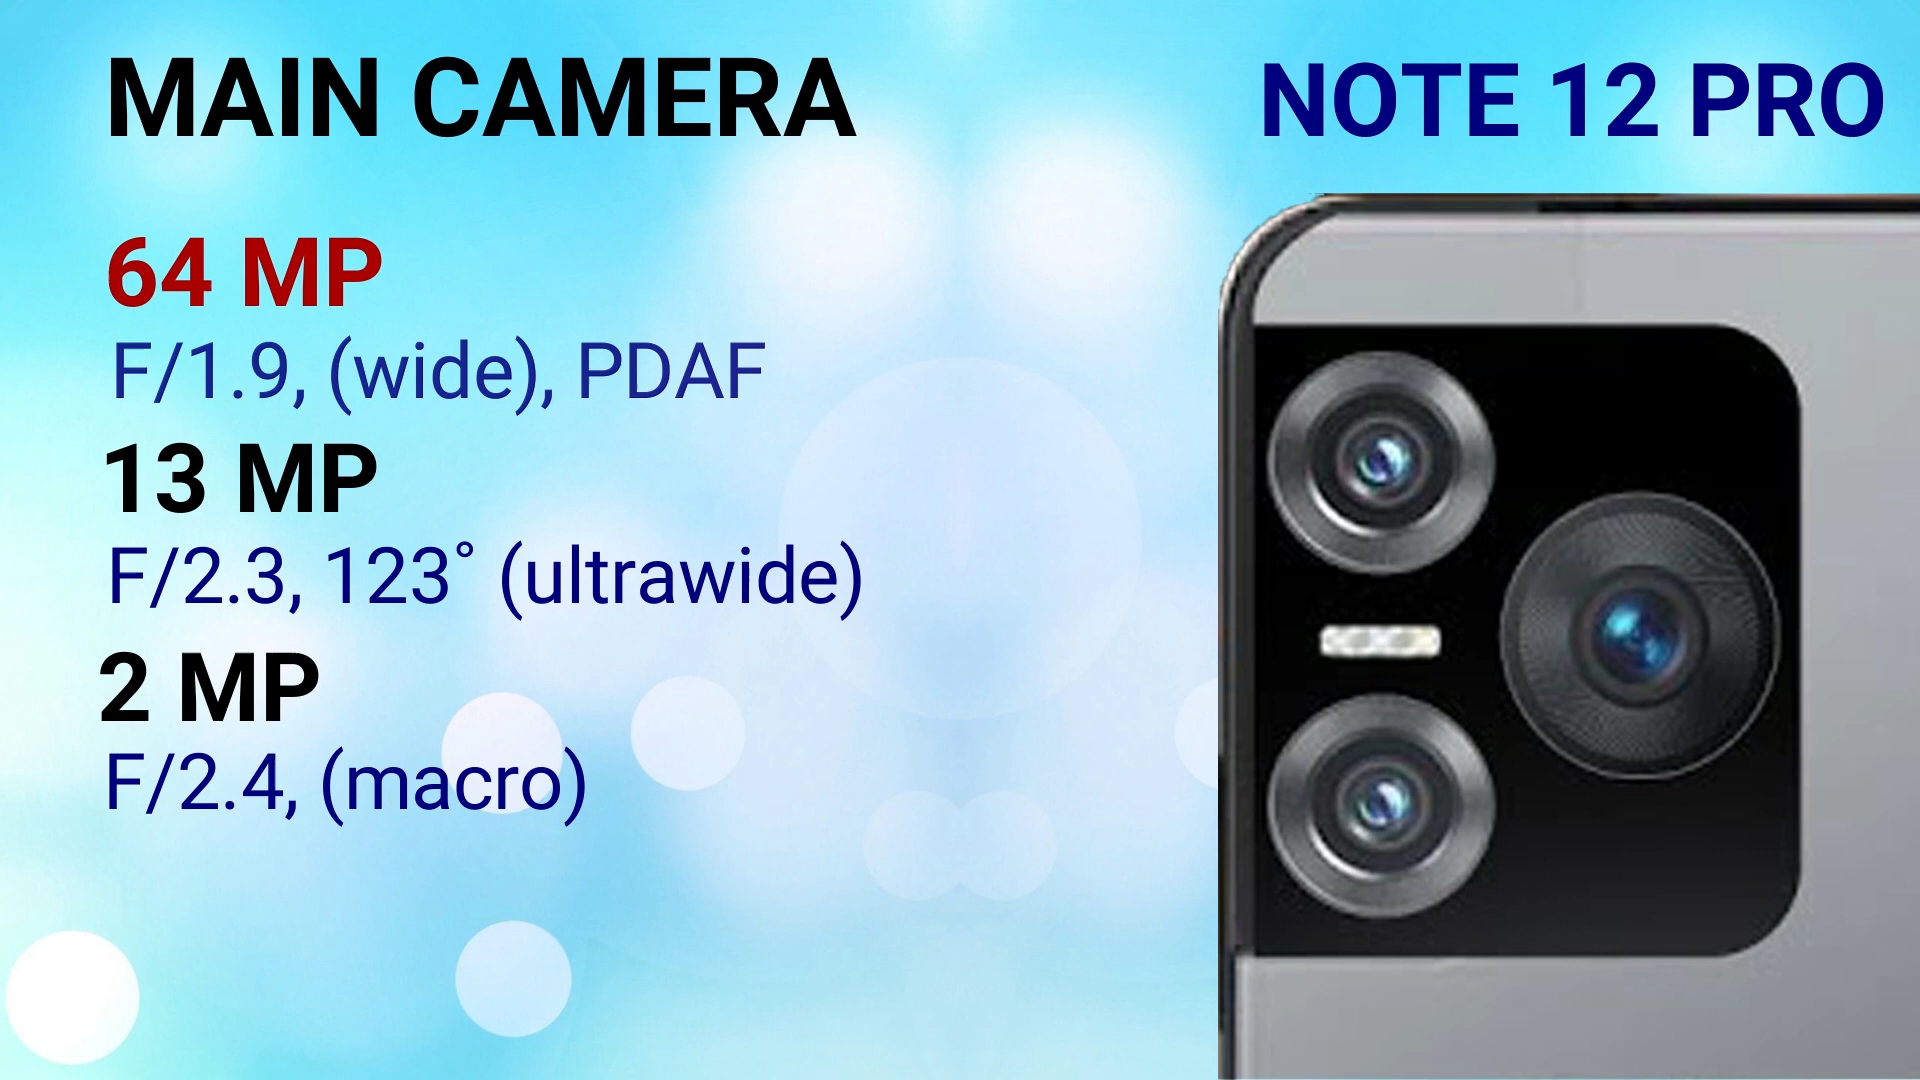 MAIN CAMERA
NOTE 12 PRO
64 MP
F/1.9, (wide), PDAF
13 MP
F/2.3, 123˚ (ultrawide)
2 MP
F/2.4, (macro)